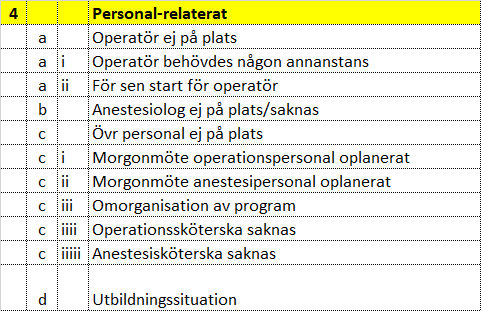 4 Personal-relaterat
a Operatör ej på plats
a i Operatör behövdes någon annanstans
a ii För sen start för operatör
b Anestesiolog ej på plats/saknas
c Övr personal ej på plats
c i Morgonmöte operationspersonal oplanerat
c ii Morgonmöte anestesipersonal oplanerat
c iii Omorganisation av program
c iiii Operationssköterska saknas
c iiiii Anestesisköterska saknas
d Utbildningssituation